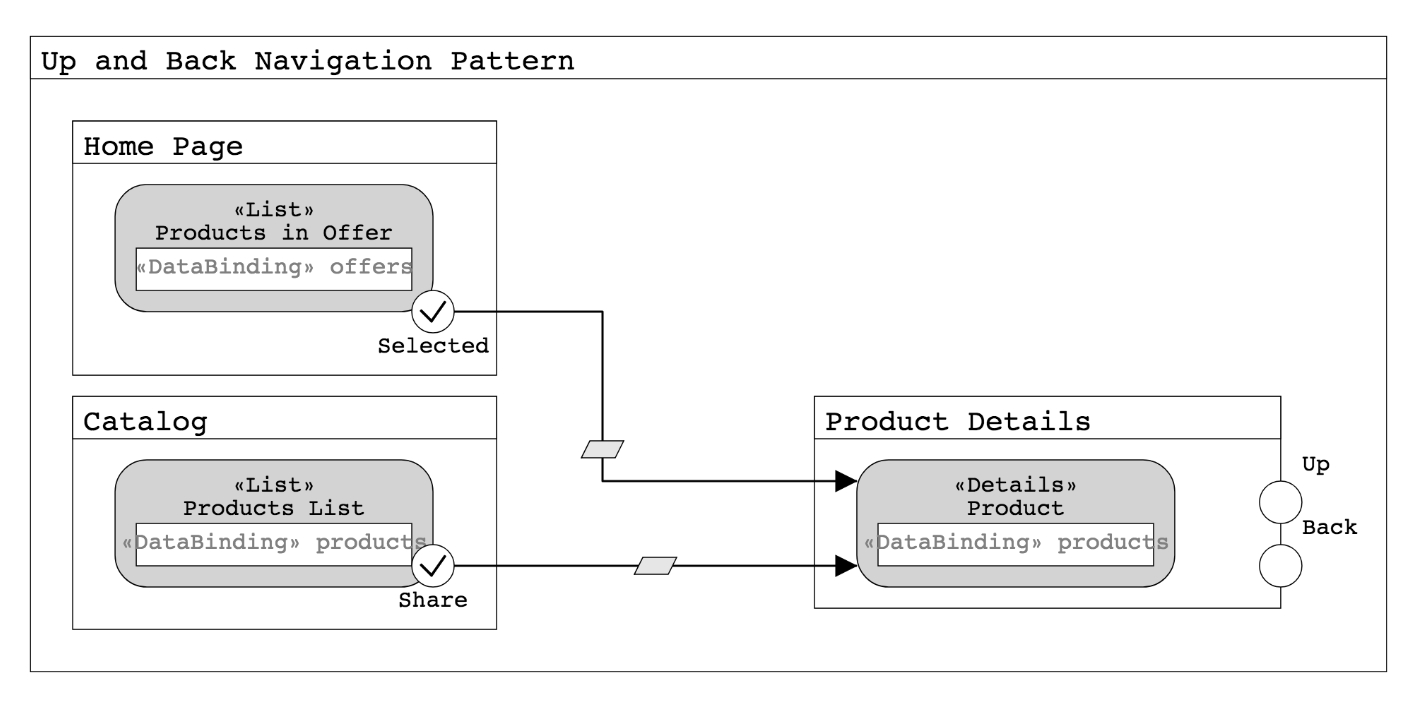 Up and Back Navigation Pattern
Home Page
«List»
Products in Offer
«DataBinding» offers
Selected
Catalog
«List»
Products List
«DataBinding» products
Share
Product Details
«Details»
Product
«DataBinding» products
Up
Back